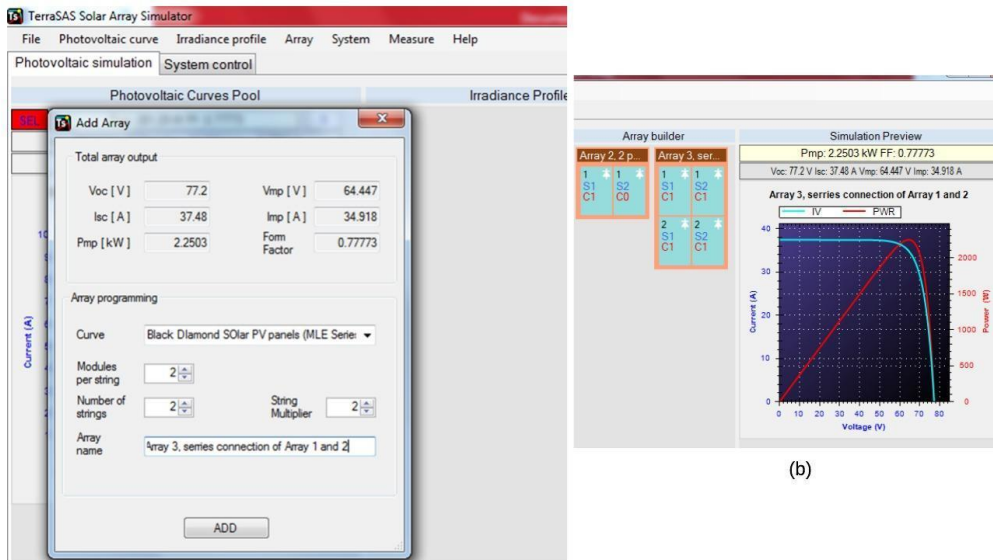 TerraSAS Solar Array Simulator
File Photovoltaic curve Irradiance profile Array System Measure Help
Photovoltaic simulation System control
Photovoltaic Curves Pool Irradiance Profile
SEL
Add Array
Total array output
Voc [ V ] 77.2 Vmp [ V ] 64.447
Isc [ A ] 37.48 Imp [ A ] 34.918
Pmp [ kW ] 2.2503 Form Factor 0.77773
Array programming
Curve Black DIamond SOlar PV panels (MLE Serie:
Modules per string 2
Number of strings 2 String Multiplier 2
Array name Array 3, serries connection of Array 1 and 2
ADD
Current (A)
Array builder
Array 2, 2 p... Array 3, ser...
1 1 1 1
S1 S2 S1 S2
C1 C0 C1 C1
2 2
S1 S2
C1 C1
Simulation Preview
Pmp: 2.2503 kW FF: 0.77773
Voc: 77.2 V Isc: 37.48 A Vmp: 64.447 V Imp: 34.918 A
Array 3, serries connection of Array 1 and 2
IV PWR
Current (A)
40
30
20
10
0
0 10 20 30 40 50 60 70 80
Voltage (V)
2000
1500
1000
500
0
Power (W)
(b)